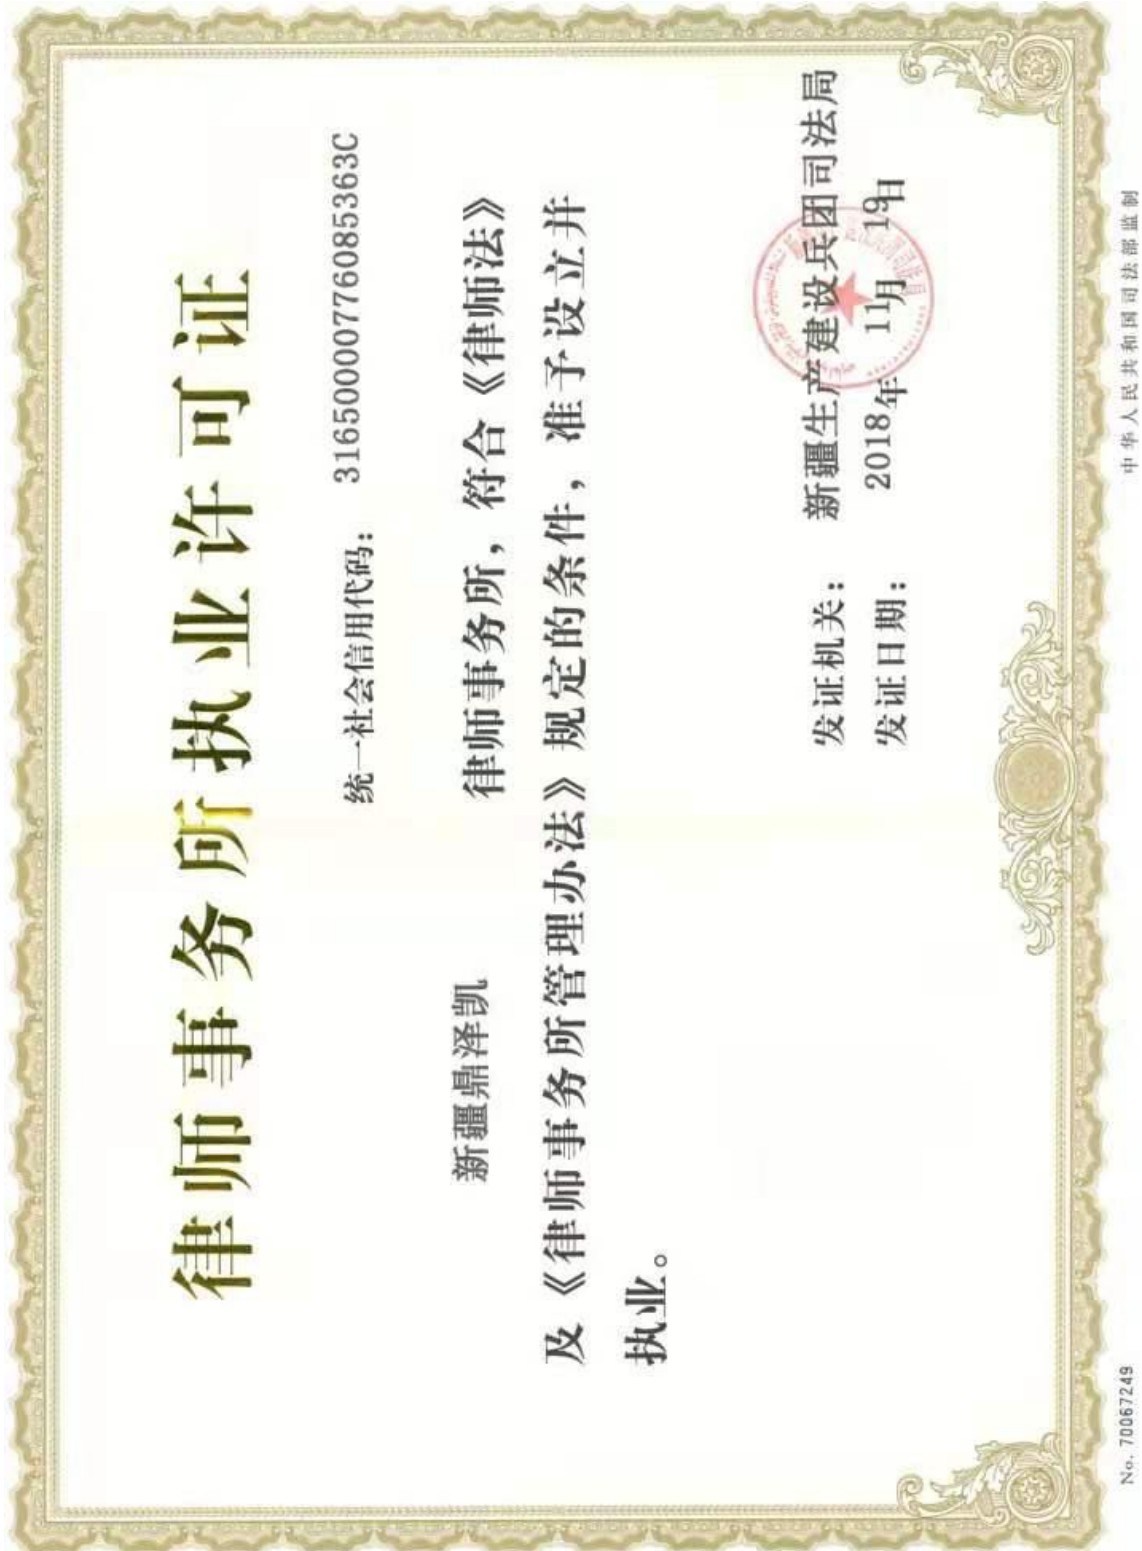 律师事务所执业许可证
统一社会信用代码： 31650000776085363C
新疆鼎泽凯 律师事务所，符合《律师法》
及《律师事务所管理办法》规定的条件，准予设立并
执业。
发证机关： 新疆生产建设兵团司法局
发证日期： 2018年 11月 19日
No. 70067249
中华人民共和国司法部监制